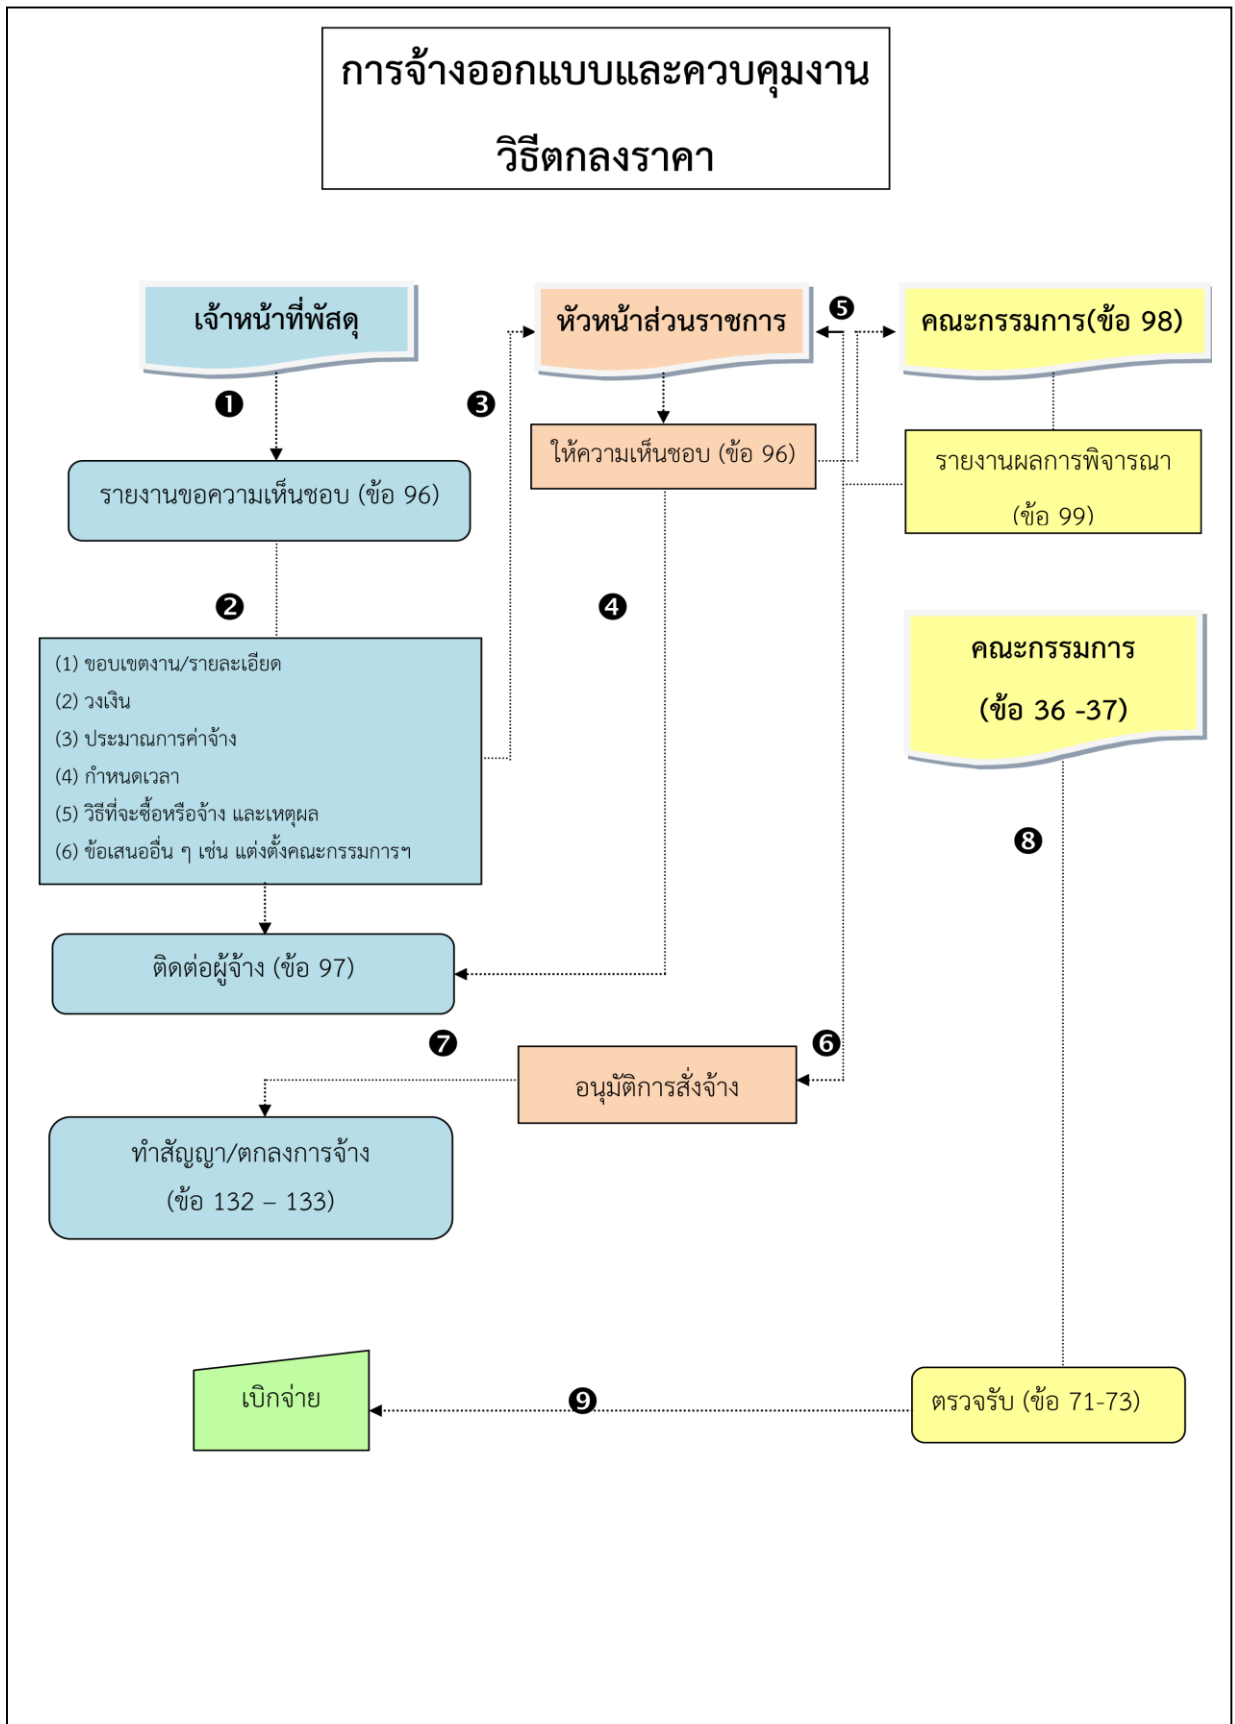 การจ้างออกแบบและควบคุมงาน
วิธีตกลงราคา
เจ้าหน้าที่พัสดุ
หัวหน้าส่วนราชการ
❺
คณะกรรมการ(ข้อ 98)
❶
❸
ให้ความเห็นชอบ (ข้อ 96)
รายงานผลการพิจารณา
(ข้อ 99)
รายงานขอความเห็นชอบ (ข้อ 96)
❷
❹
คณะกรรมการ
(ข้อ 36 -37)
(1) ขอบเขตงาน/รายละเอียด
(2) วงเงิน
(3) ประมาณการค่าจ้าง
(4) กำหนดเวลา
(5) วิธีที่จะซื้อหรือจ้าง และเหตุผล
(6) ข้อเสนออื่น ๆ เช่น แต่งตั้งคณะกรรมการฯ
❽
ติดต่อผู้จ้าง (ข้อ 97)
❼
❻
อนุมัติการสั่งจ้าง
ทำสัญญา/ตกลงการจ้าง
(ข้อ 132 – 133)
เบิกจ่าย
❾
ตรวจรับ (ข้อ 71-73)